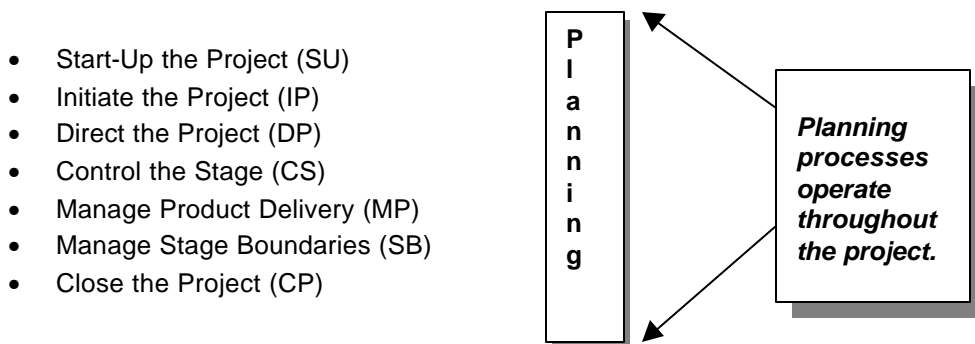 • Start-Up the Project (SU)
• Initiate the Project (IP)
• Direct the Project (DP)
• Control the Stage (CS)
• Manage Product Delivery (MP)
• Manage Stage Boundaries (SB)
• Close the Project (CP)
P
l
a
n
n
i
n
g
Planning
processes
operate
throughout
the project.